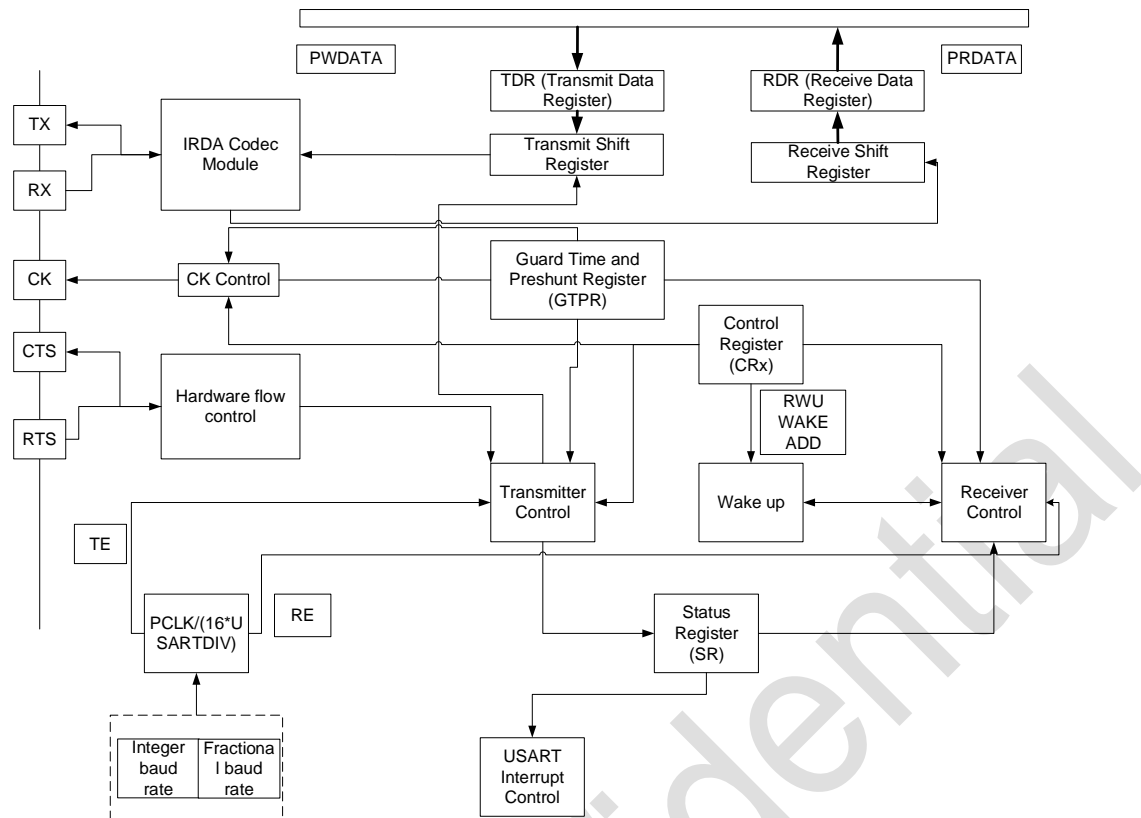 PWDATA
PRDATA
TDR (Transmit Data
Register)
RDR (Receive Data
Register)
TX
IRDA Codec
Module
Transmit Shift
Register
Receive Shift
Register
RX
Guard Time and
Preshunt Register
(GTPR)
CK
CK Control
Control
Register
(CRx)
CTS
Hardware flow
control
RWU
WAKE
ADD
RTS
Transmitter
Control
Wake up
Receiver
Control
TE
PCLK/(16*U
SARTDIV)
RE
Status
Register
(SR)
Integer
baud
rate
Fractiona
l baud
rate
USART
Interrupt
Control
fidential